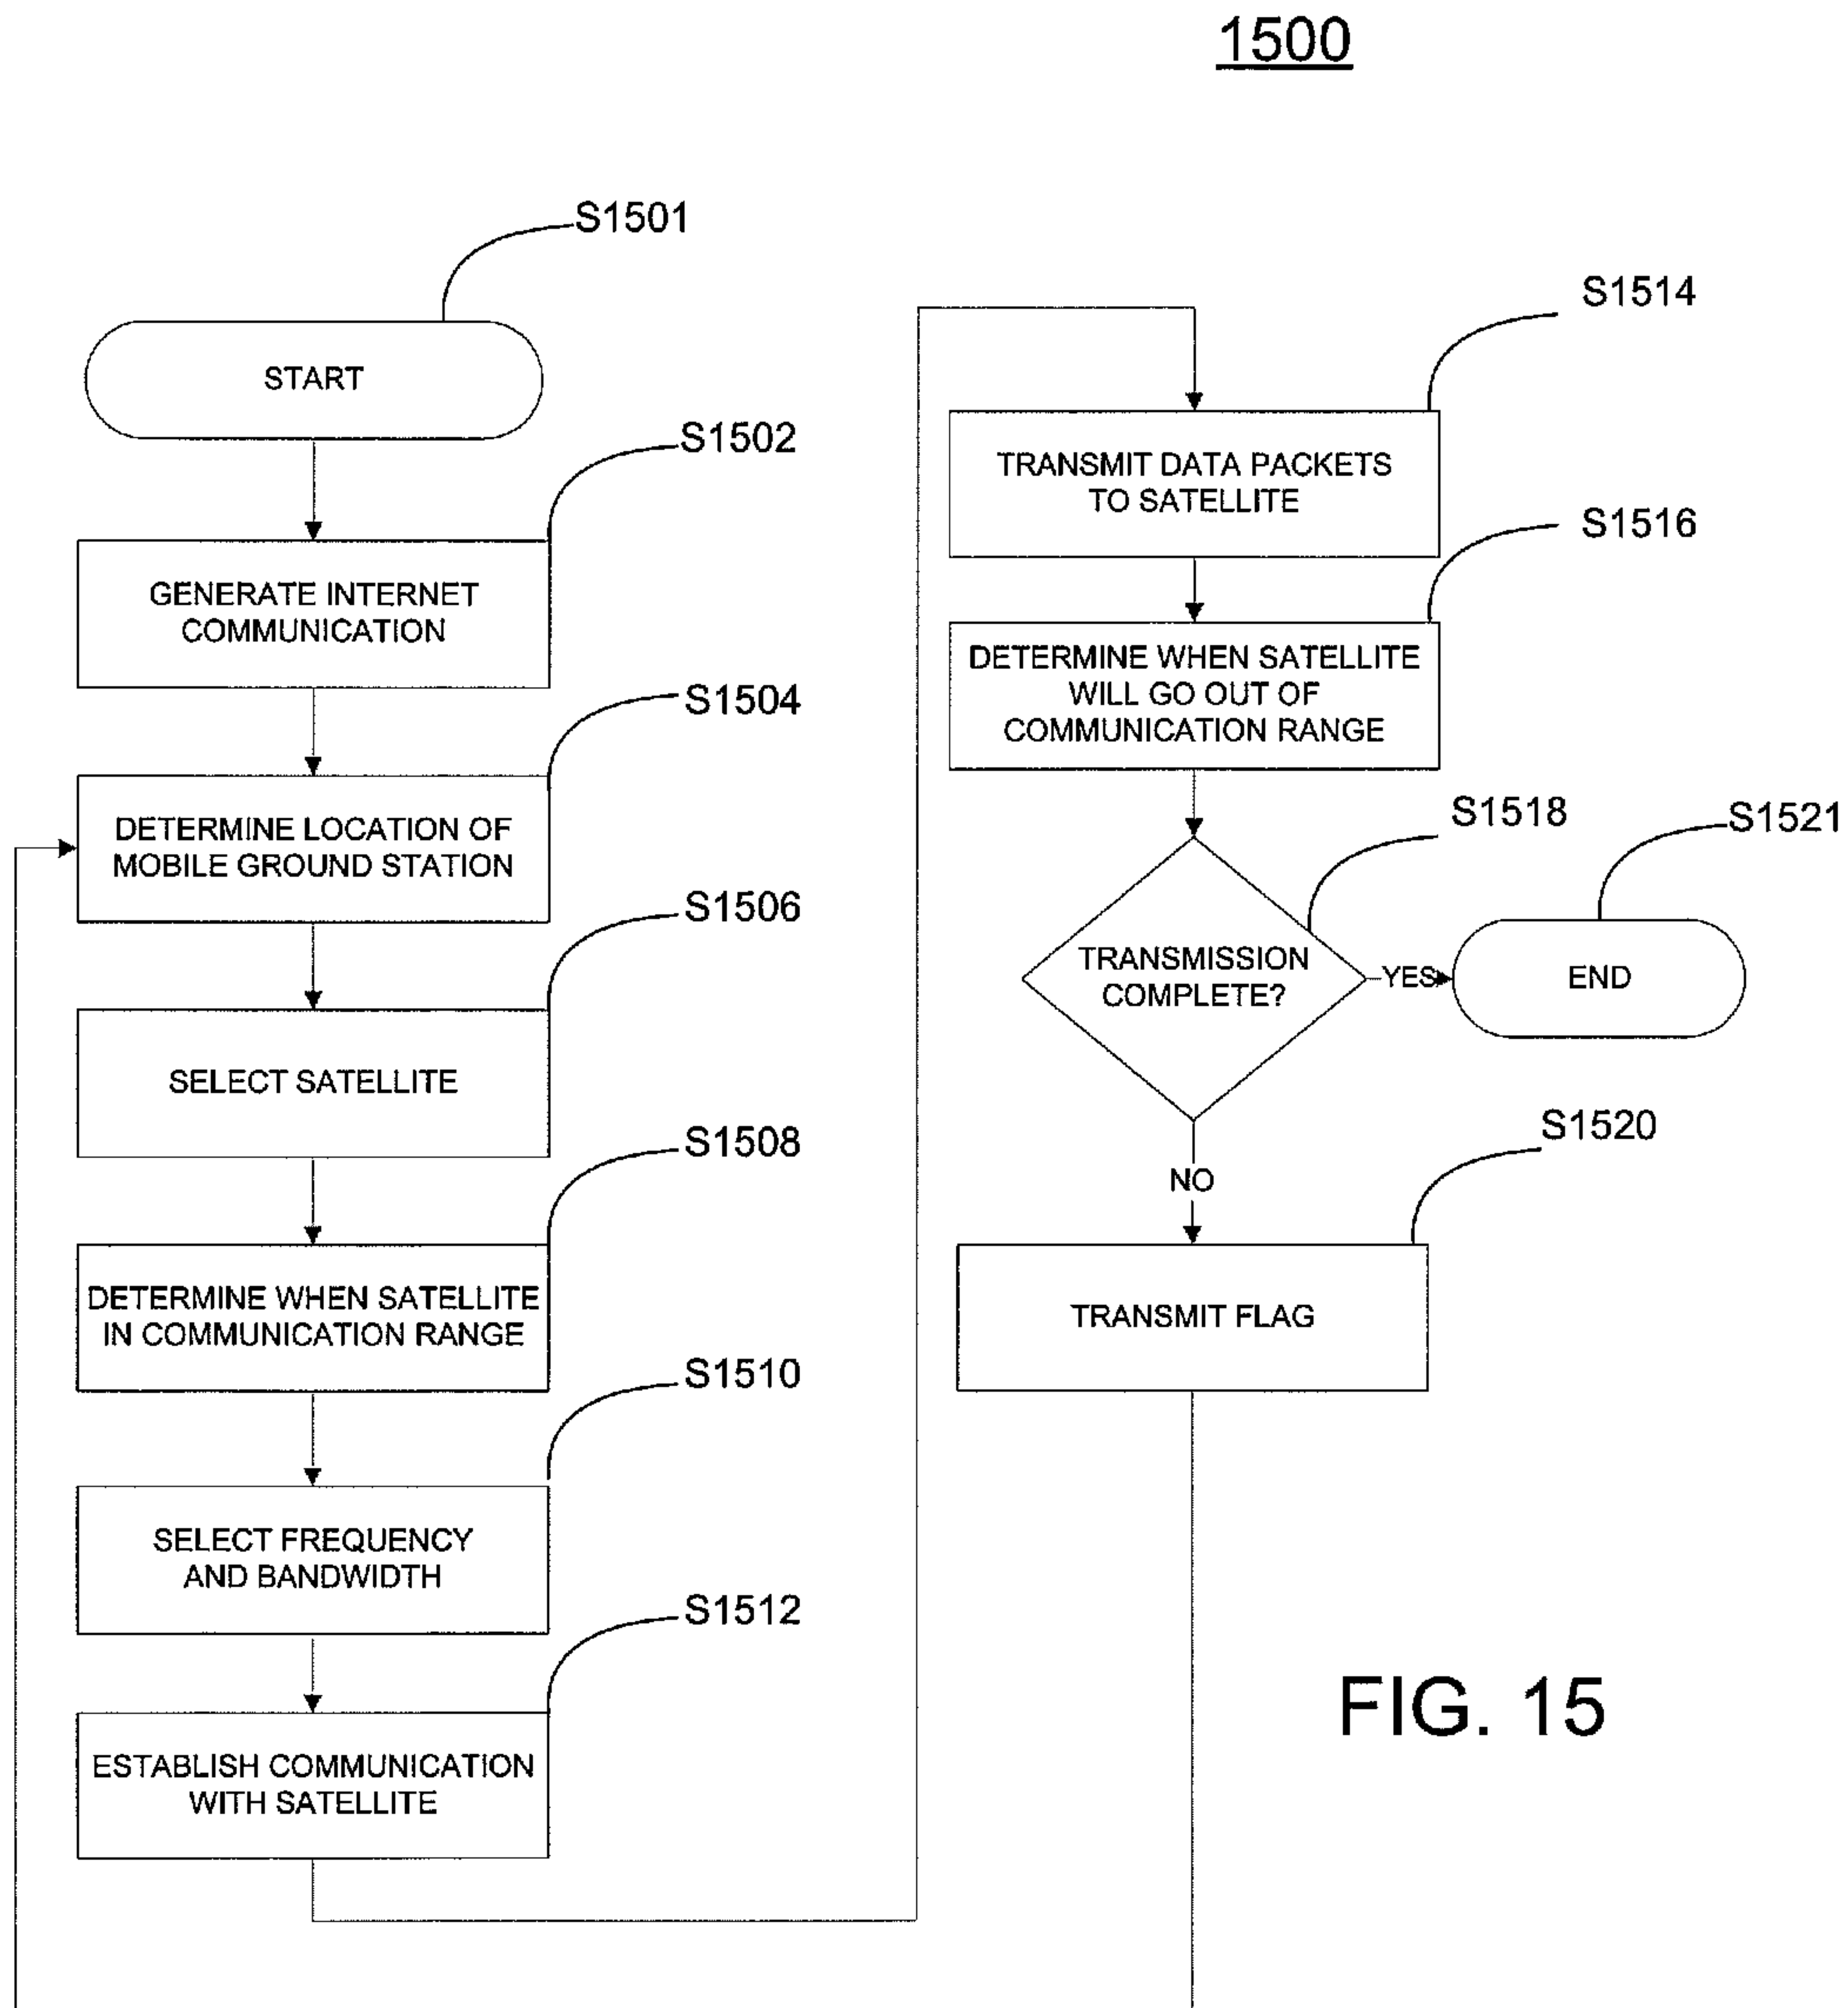 1500
S1501
START
S1502
GENERATE INTERNET
COMMUNICATION
S1504
DETERMINE LOCATION OF
MOBILE GROUND STATION
S1506
SELECT SATELLITE
S1508
DETERMINE WHEN SATELLITE
IN COMMUNICATION RANGE
S1510
SELECT FREQUENCY
AND BANDWIDTH
S1512
ESTABLISH COMMUNICATION
WITH SATELLITE
S1514
TRANSMIT DATA PACKETS
TO SATELLITE
S1516
DETERMINE WHEN SATELLITE
WILL GO OUT OF
COMMUNICATION RANGE
S1518
TRANSMISSION
COMPLETE?
YES
S1521
END
NO
S1520
TRANSMIT FLAG
FIG. 15